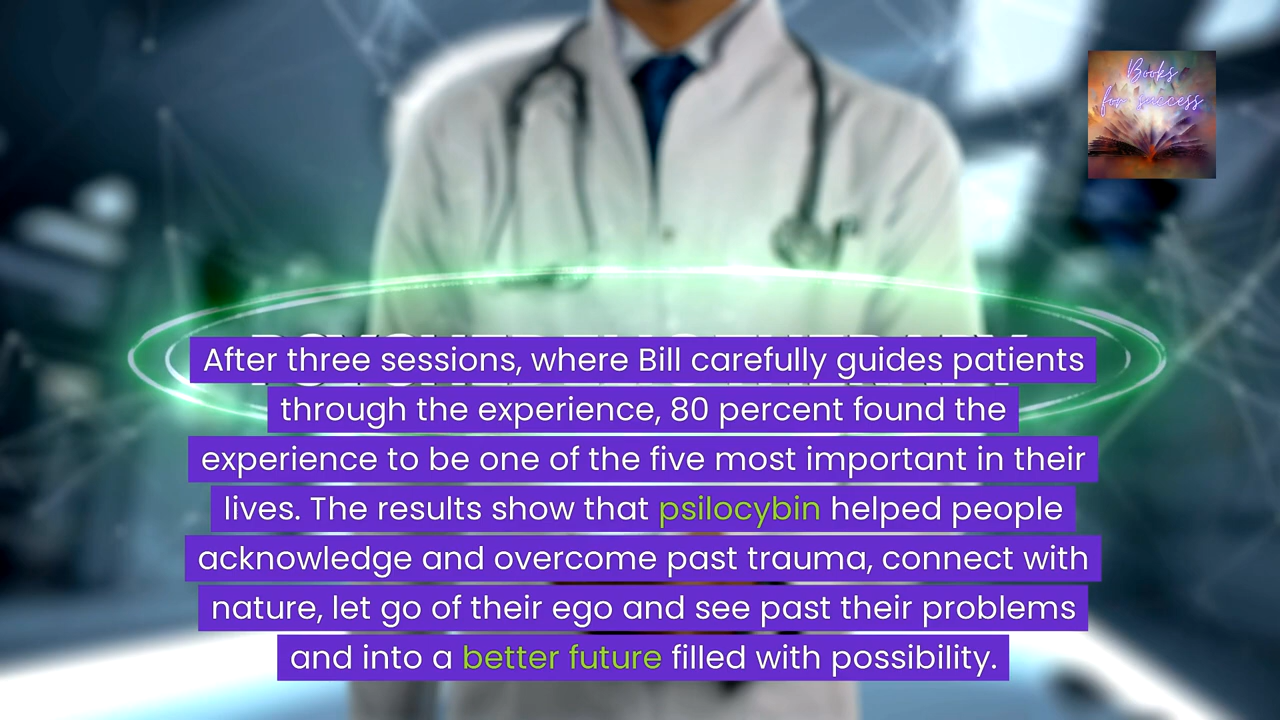 Books
for success
After three sessions, where Bill carefully guides patients
through the experience, 80 percent found the
experience to be one of the five most important in their
lives. The results show that psilocybin helped people
acknowledge and overcome past trauma, connect with
nature, let go of their ego and see past their problems
and into a better future filled with possibility.